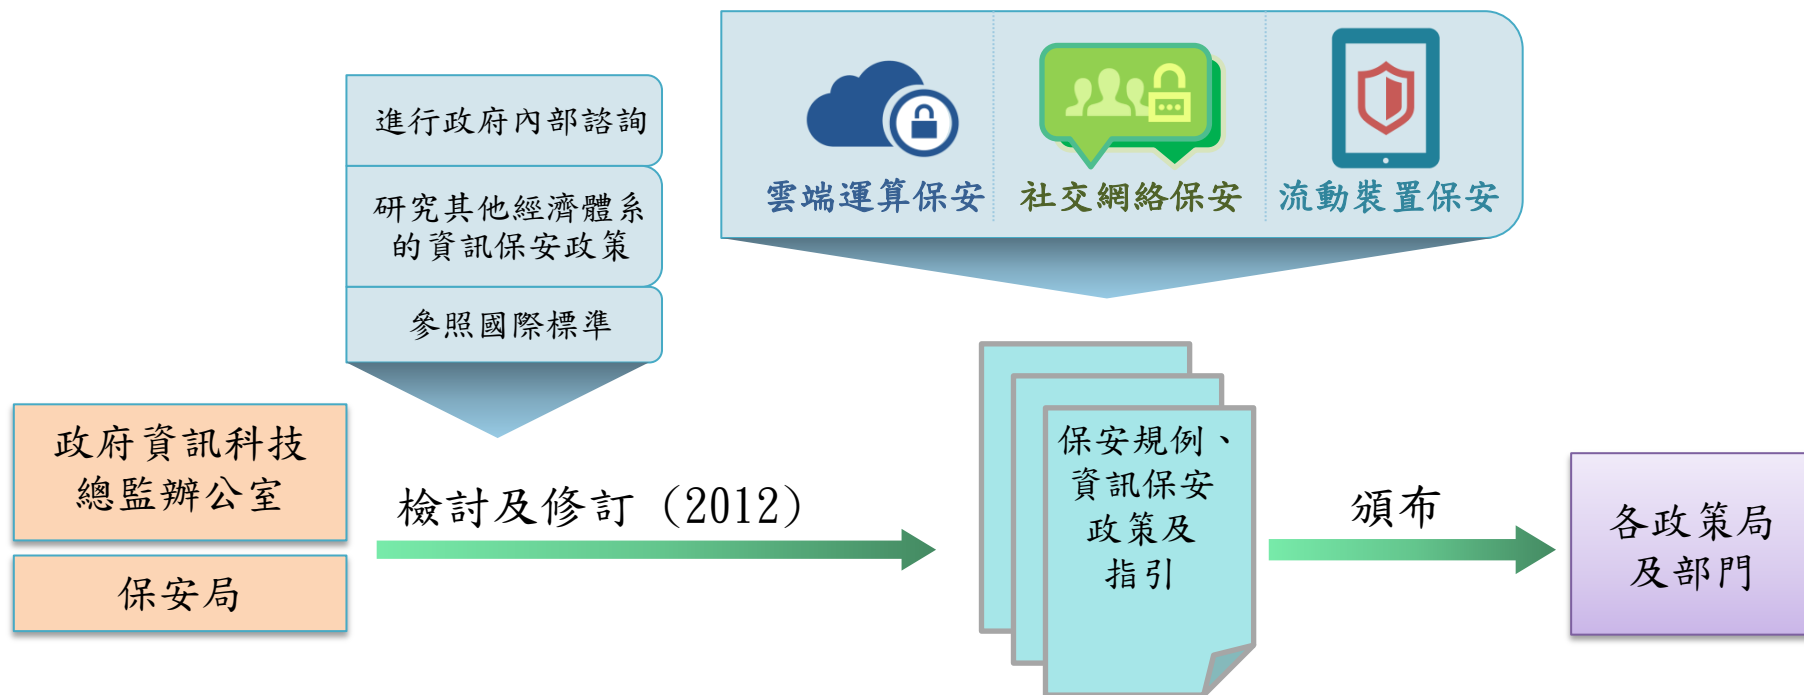 進行政府內部諮詢
研究其他經濟體系
的資訊保安政策
參照國際標準
雲端運算保安
社交網絡保安
流動裝置保安
政府資訊科技
總監辦公室
保安局
檢討及修訂 (2012)
保安規例、
資訊保安
政策及
指引
頒布
各政策局
及部門